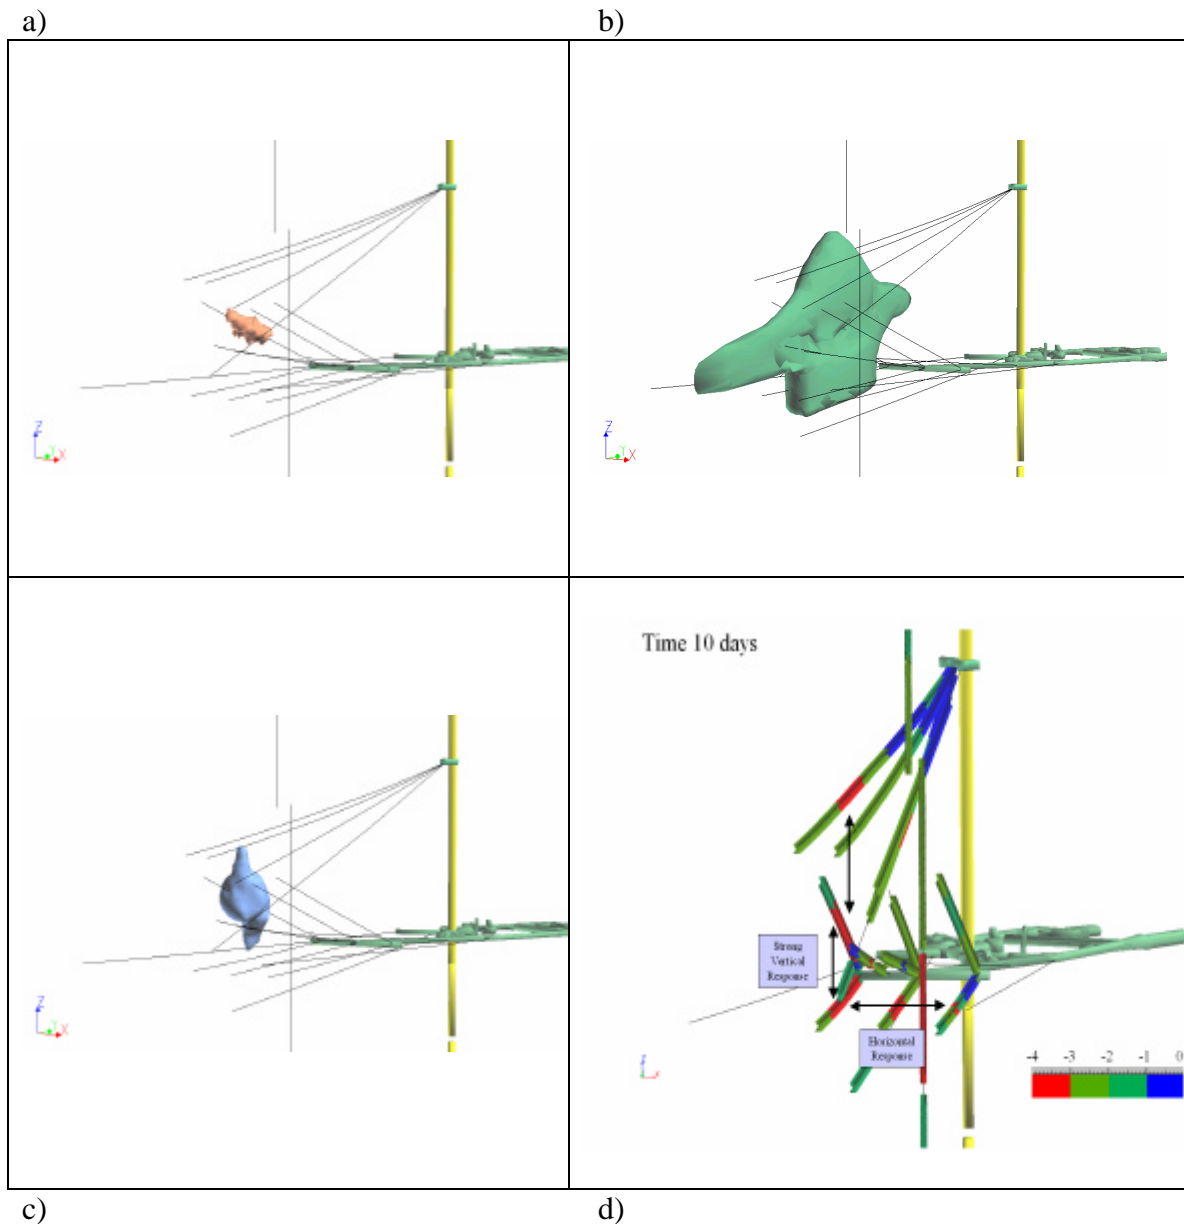 a) b)
Z
Y
X
Z
Y
X
Time 10 days
Strong
Vertical
Response
Horizontal
Response
Z
Y
X
Z
X
-4 -3 -2 -1 0
c) d)